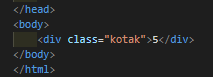 </head>
<body>
<div class="kotak">5</div>
</body>
</html>